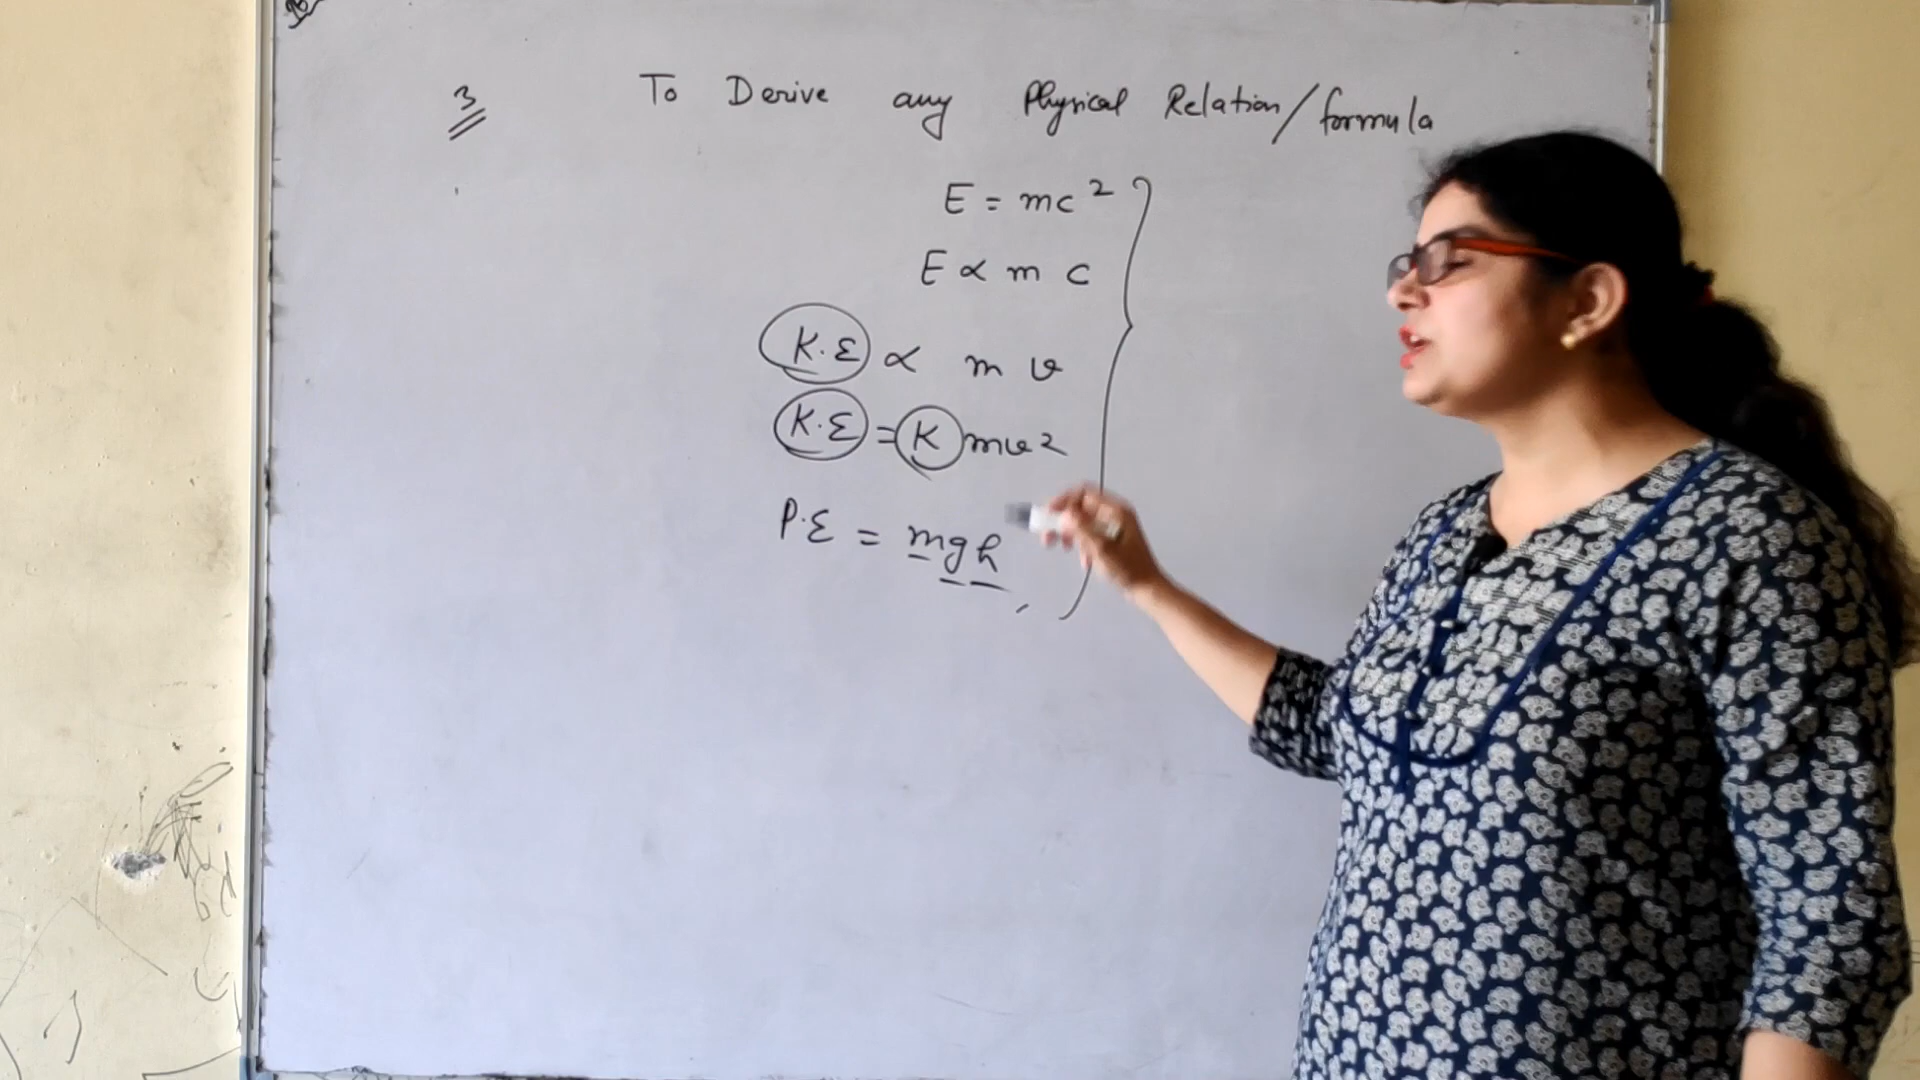 3 To Derive any Physical Relation/formula
E = mc²
E ∝ m c
K.E ∝ m v
K.E = K mv²
P.E = mgh